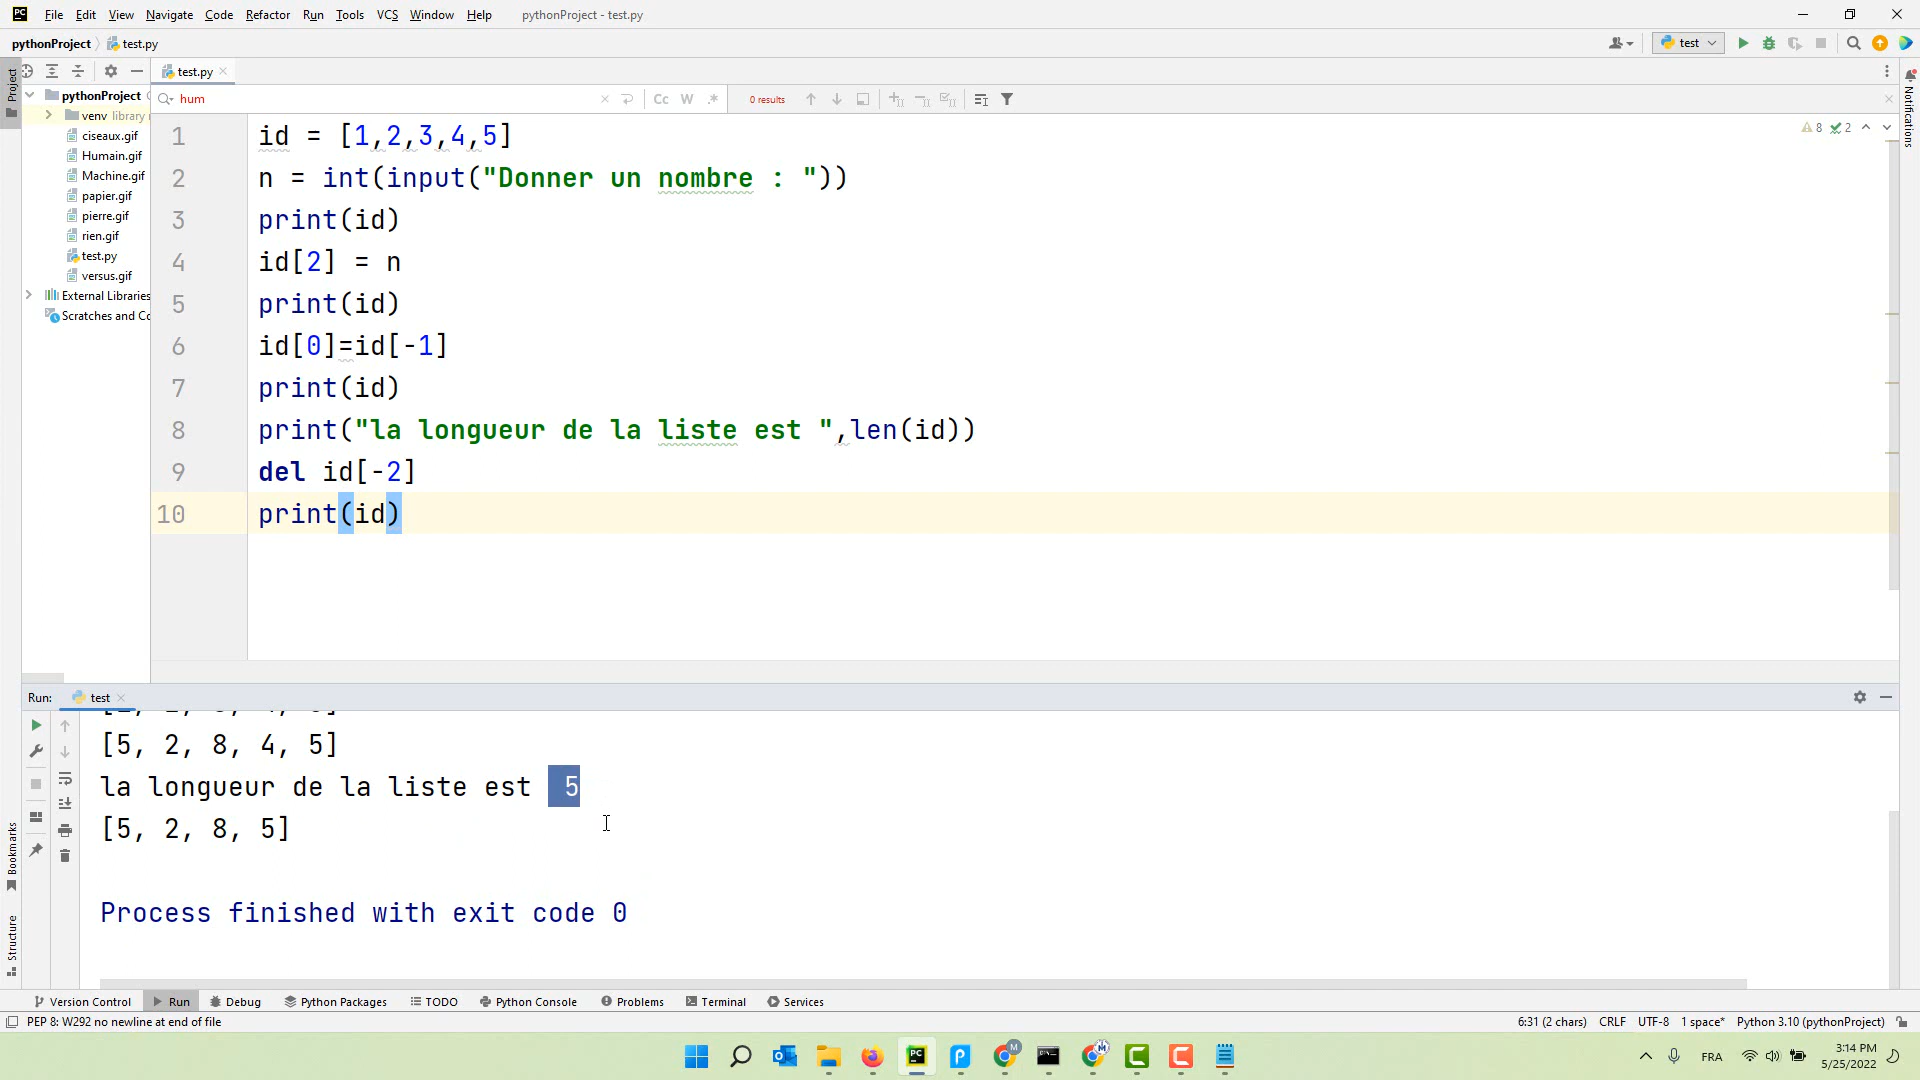 File Edit View Navigate Code Refactor Run Tools VCS Window Help pythonProject - test.py
pythonProject test.py
test
Project
test.py
Notifications
pythonProject
hum
Cc W .*
0 results
venv library
ciseaux.gif
Humain.gif
Machine.gif
papier.gif
pierre.gif
rien.gif
test.py
versus.gif
External Libraries
Scratches and Co
8 2
1 id = [1,2,3,4,5]
2 n = int(input("Donner un nombre : "))
3 print(id)
4 id[2] = n
5 print(id)
6 id[0]=id[-1]
7 print(id)
8 print("la longueur de la liste est ",len(id))
9 del id[-2]
10 print(id)
Run: test
[5, 2, 8, 4, 5]
la longueur de la liste est  5
[5, 2, 8, 5]
Process finished with exit code 0
Bookmarks
Structure
Version Control Run Debug Python Packages TODO Python Console Problems Terminal Services
PEP 8: W292 no newline at end of file
6:31 (2 chars) CRLF UTF-8 1 space* Python 3.10 (pythonProject)
PC
M
FRA
3:14 PM
5/25/2022